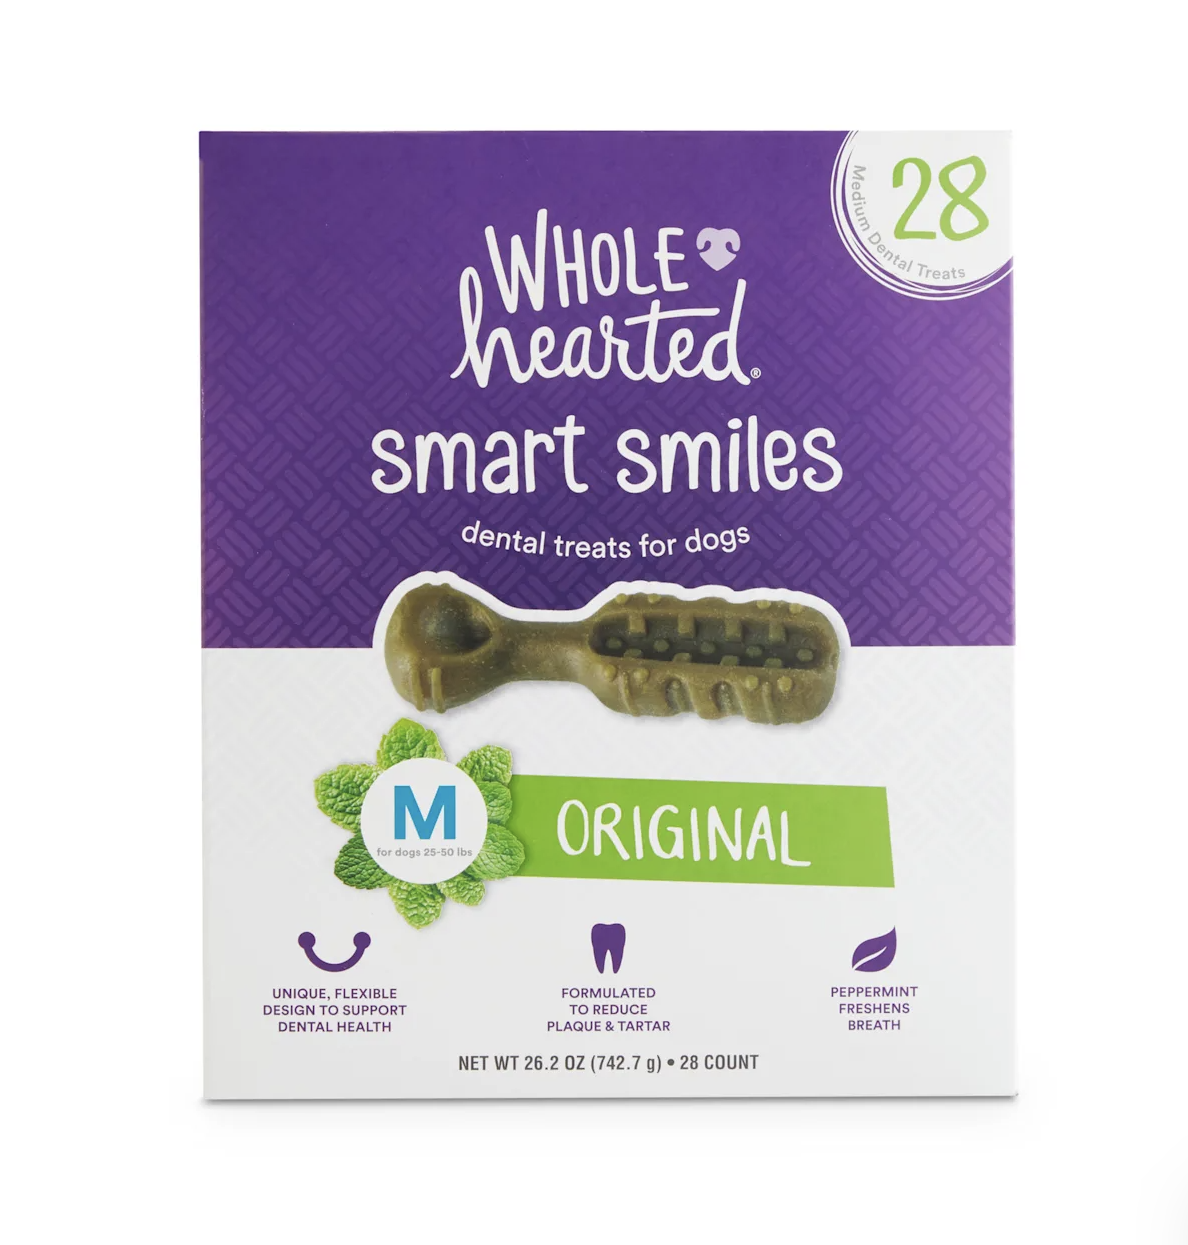 28
Medium Dental Treats
WHOLE
hearted®
smart smiles
dental treats for dogs
M
for dogs 25-50 lbs
ORIGINAL
UNIQUE, FLEXIBLE
DESIGN TO SUPPORT
DENTAL HEALTH
FORMULATED
TO REDUCE
PLAQUE & TARTAR
PEPPERMINT
FRESHENS
BREATH
NET WT 26.2 OZ (742.7 g) • 28 COUNT